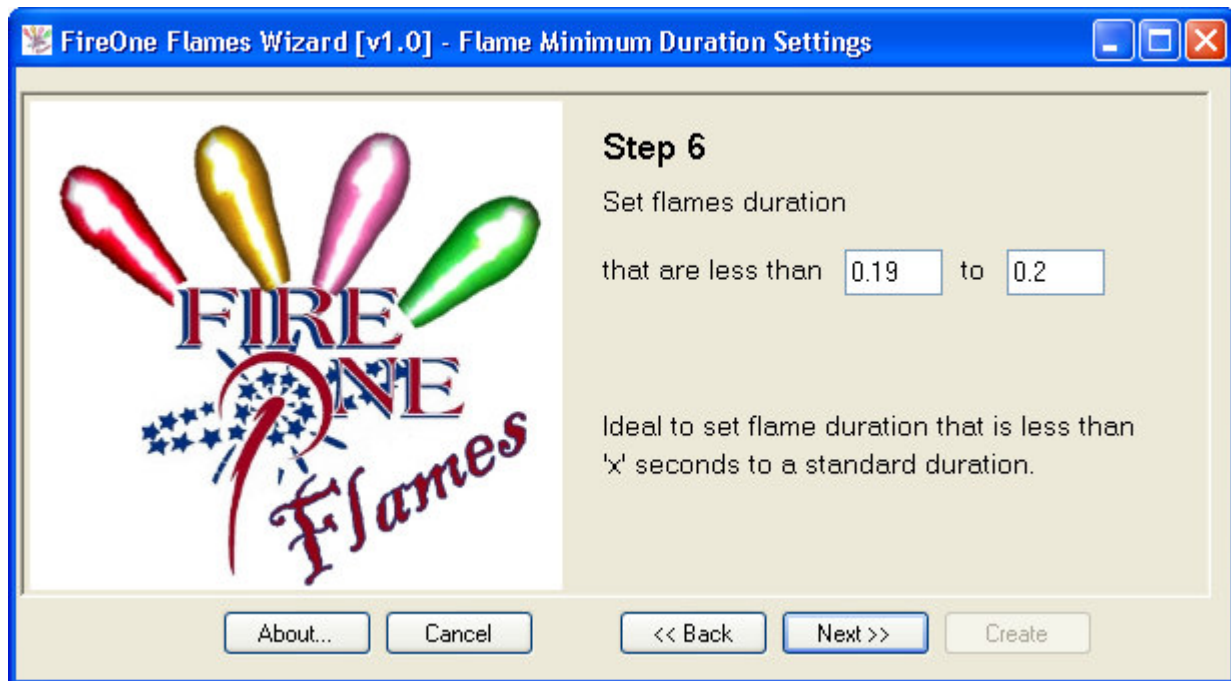 FireOne Flames Wizard [v1.0] - Flame Minimum Duration Settings
FIRE
ONE
Flames
Step 6
Set flames duration
that are less than 0.19 to 0.2
Ideal to set flame duration that is less than
'x' seconds to a standard duration.
About... Cancel << Back Next >> Create